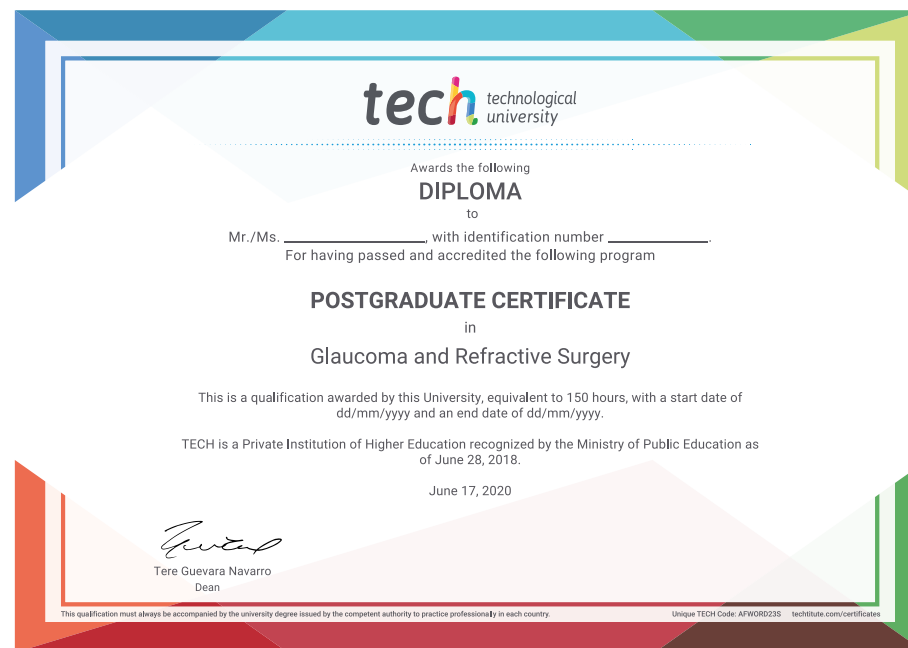 tech technological
university
Awards the following
DIPLOMA
to
Mr./Ms. ____________________, with identification number ______________.
For having passed and accredited the following program
POSTGRADUATE CERTIFICATE
in
Glaucoma and Refractive Surgery
This is a qualification awarded by this University, equivalent to 150 hours, with a start date of
dd/mm/yyyy and an end date of dd/mm/yyyy.
TECH is a Private Institution of Higher Education recognized by the Ministry of Public Education as
of June 28, 2018.
June 17, 2020
Tere Guevara Navarro
Dean
This qualification must always be accompanied by the university degree issued by the competent authority to practice professionally in each country. Unique TECH Code: AFWORD23S techtitute.com/certificates